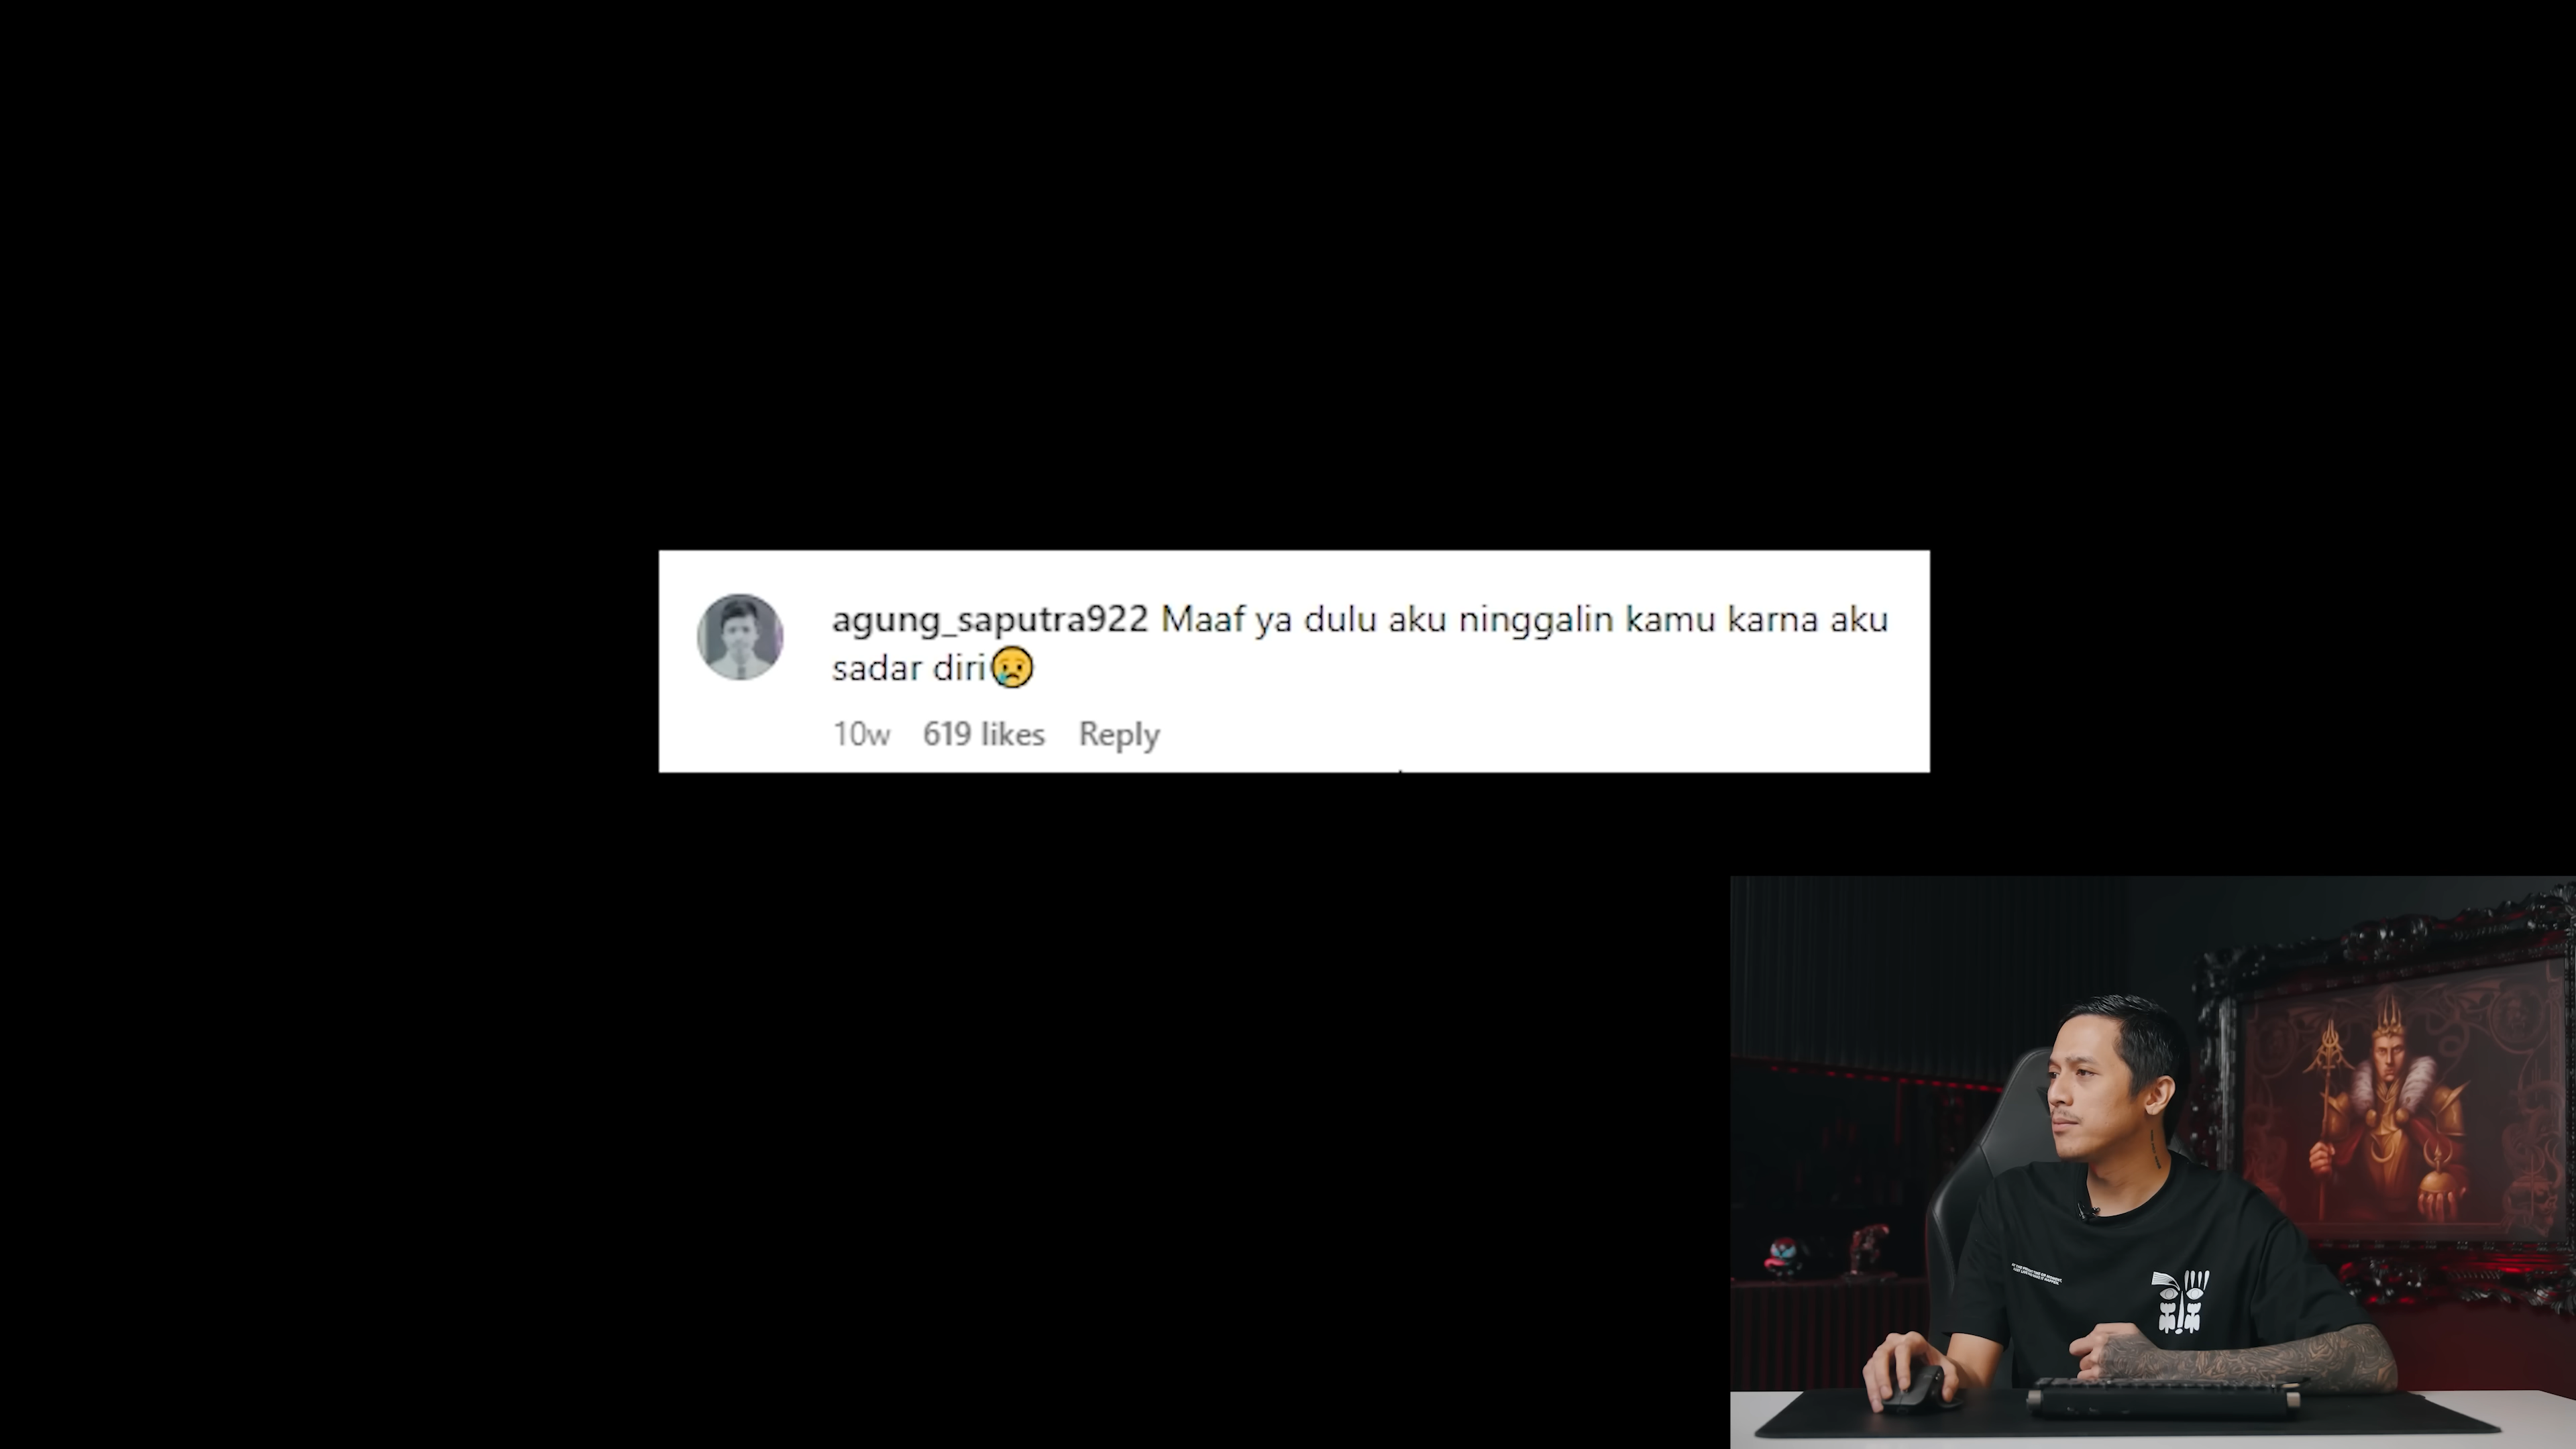 agung_saputra922 Maaf ya dulu aku ninggalin kamu karna aku
sadar diri😢
10w 619 likes Reply